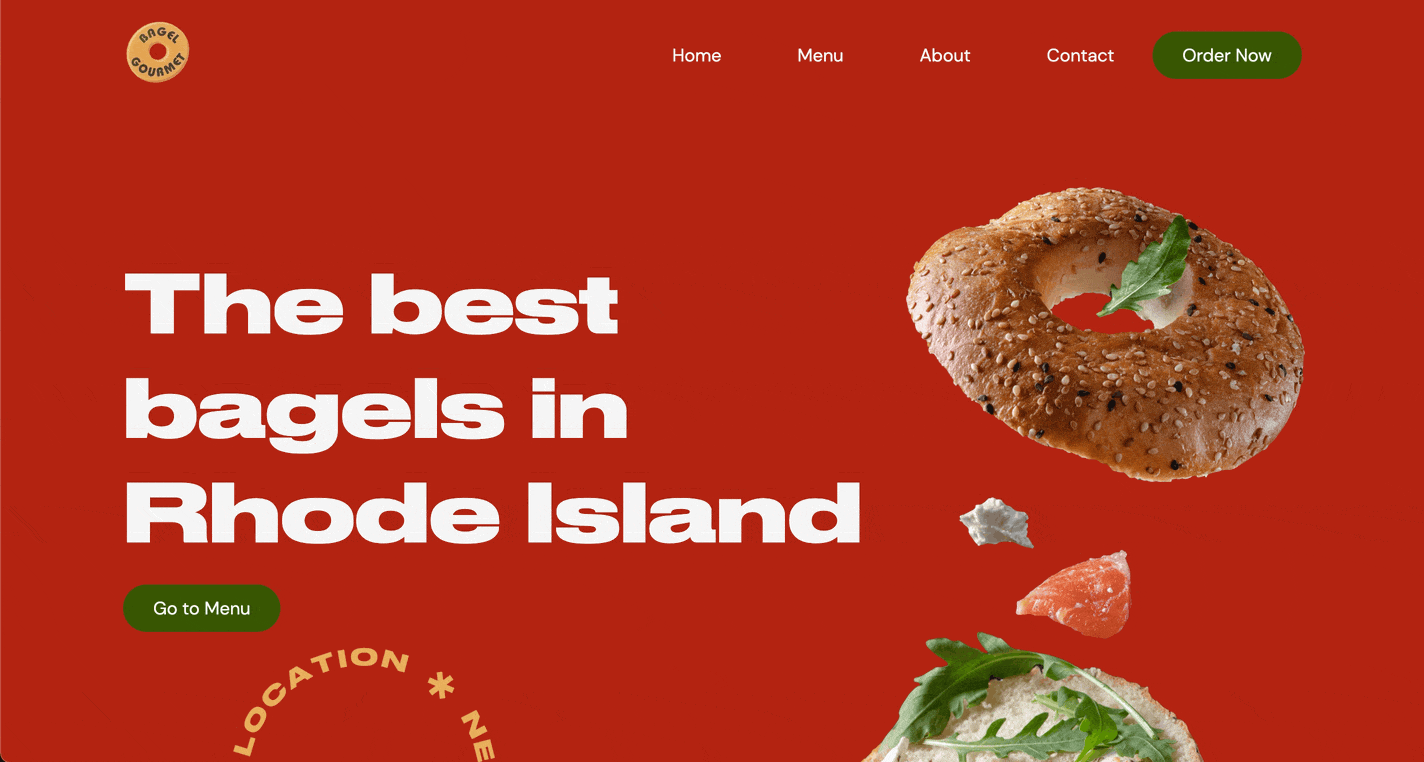 BAGEL
GOURMET
Home
Menu
About
Contact
Order Now
The best
bagels in
Rhode Island
Go to Menu
LOCATION * NE